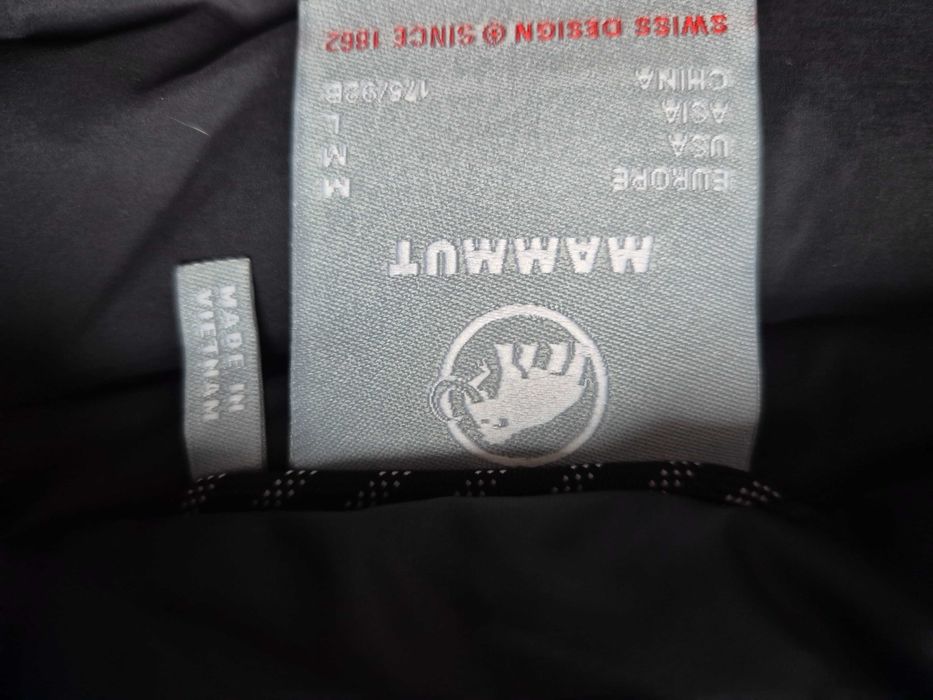 MAMMUT
EUROPE M
USA M
ASIA L
CHINA 175/92B
SWISS DESIGN SINCE 1862
MADE IN
VIETNAM